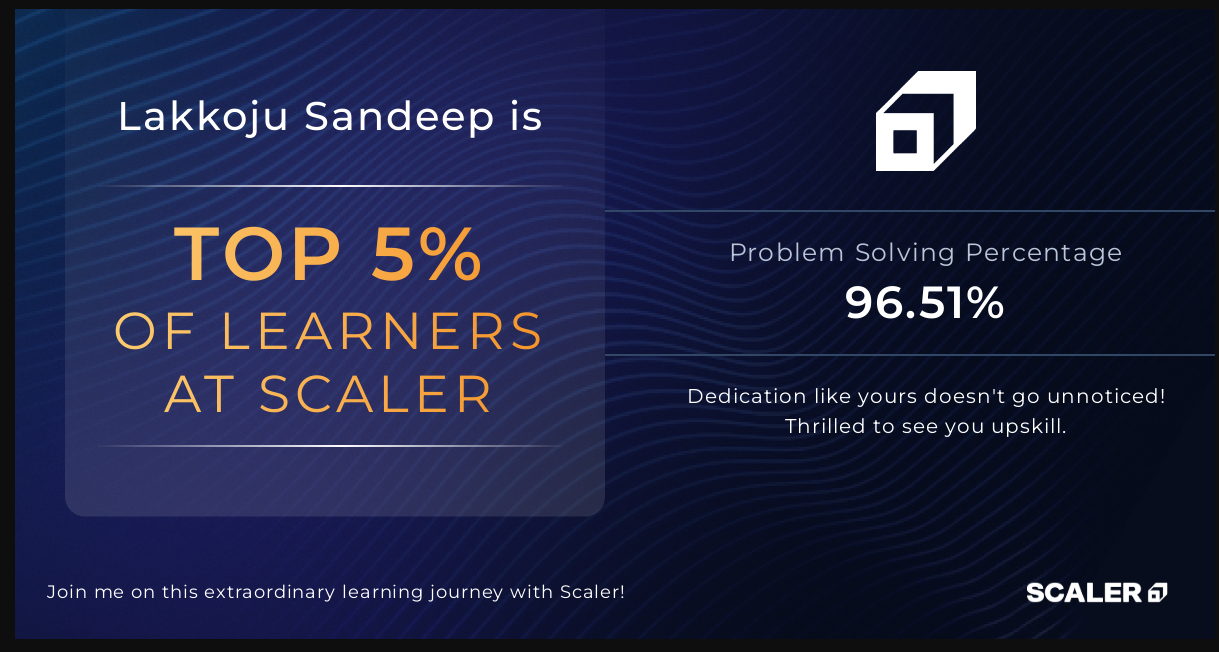 Lakkoju Sandeep is
TOP 5%
OF LEARNERS
AT SCALER
Problem Solving Percentage
96.51%
Dedication like yours doesn't go unnoticed!
Thrilled to see you upskill.
Join me on this extraordinary learning journey with Scaler!
SCALER